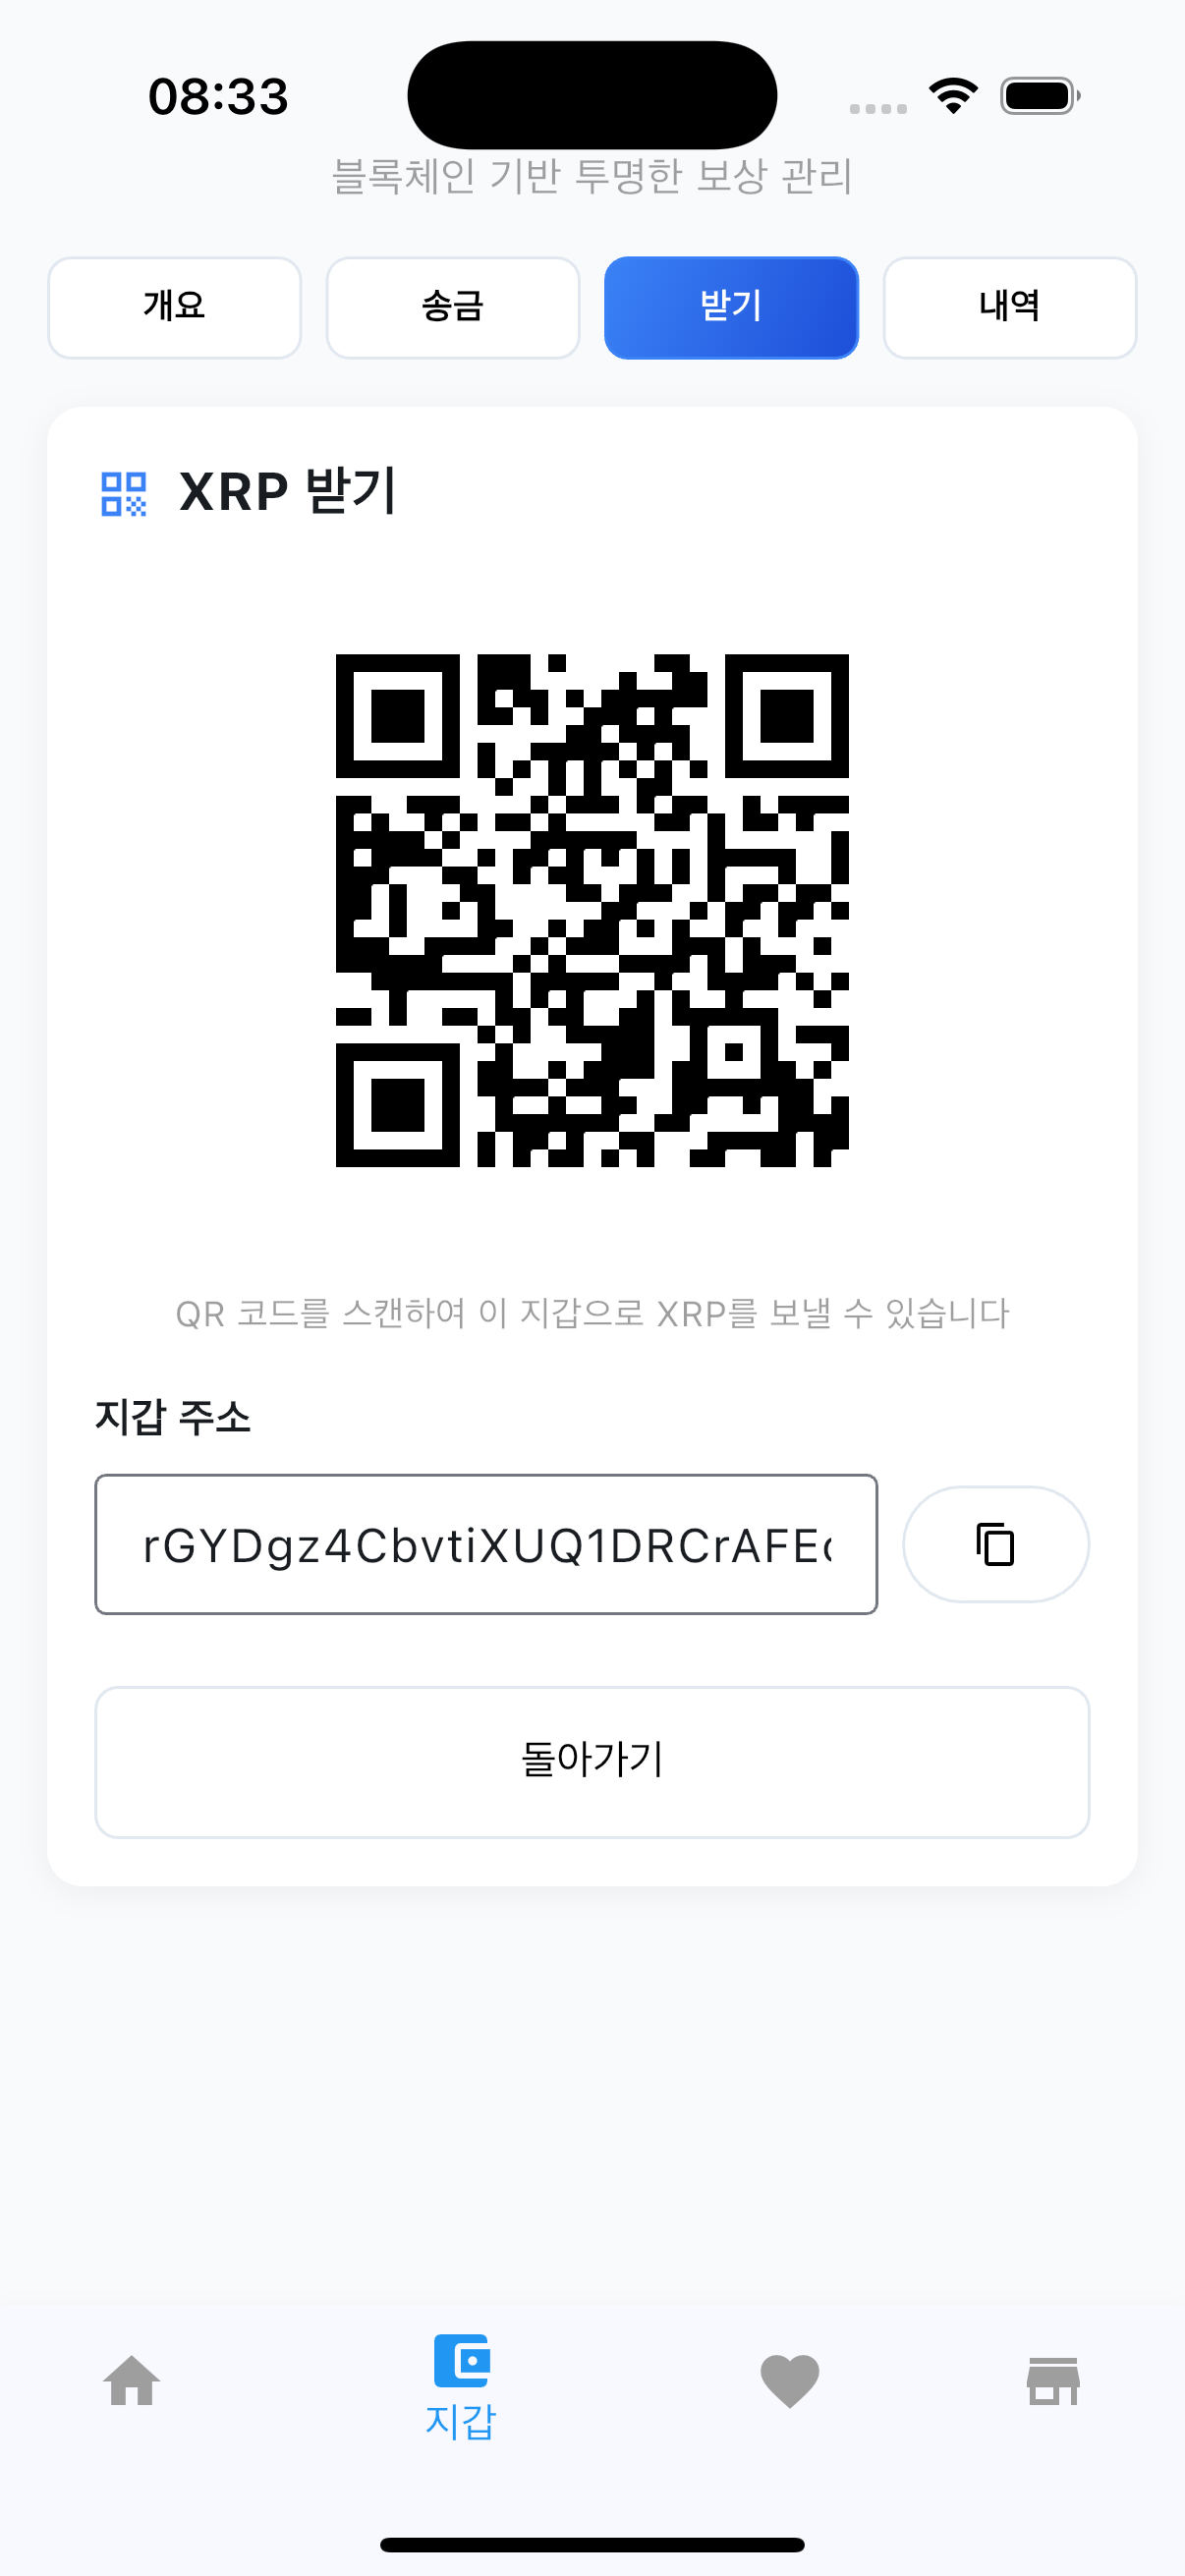 08:33
블록체인 기반 투명한 보상 관리
개요 송금 받기 내역
XRP 받기
QR 코드를 스캔하여 이 지갑으로 XRP를 보낼 수 있습니다
지갑 주소
rGYDgz4CbvtiXUQ1DRCrAFE
돌아가기
지갑